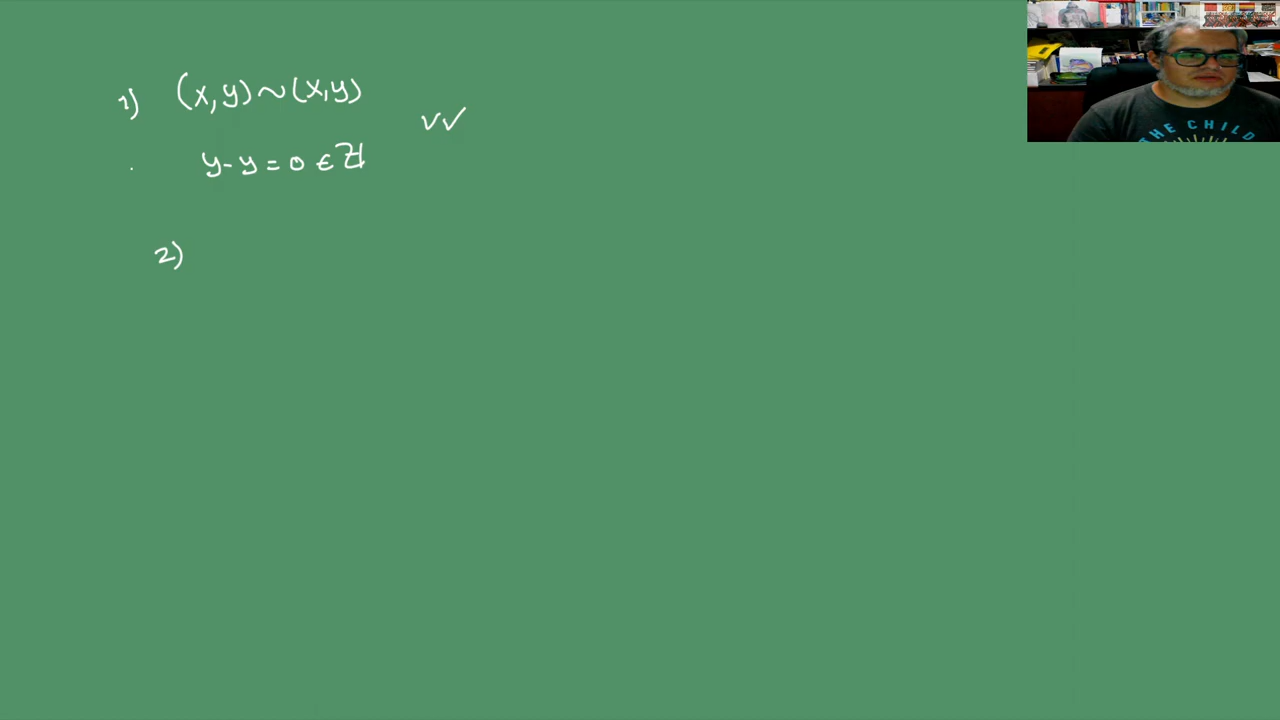 1) (x, y) ~ (x, y)
y - y = 0 ∈ ℤ
✓✓
2)
THE CHILD